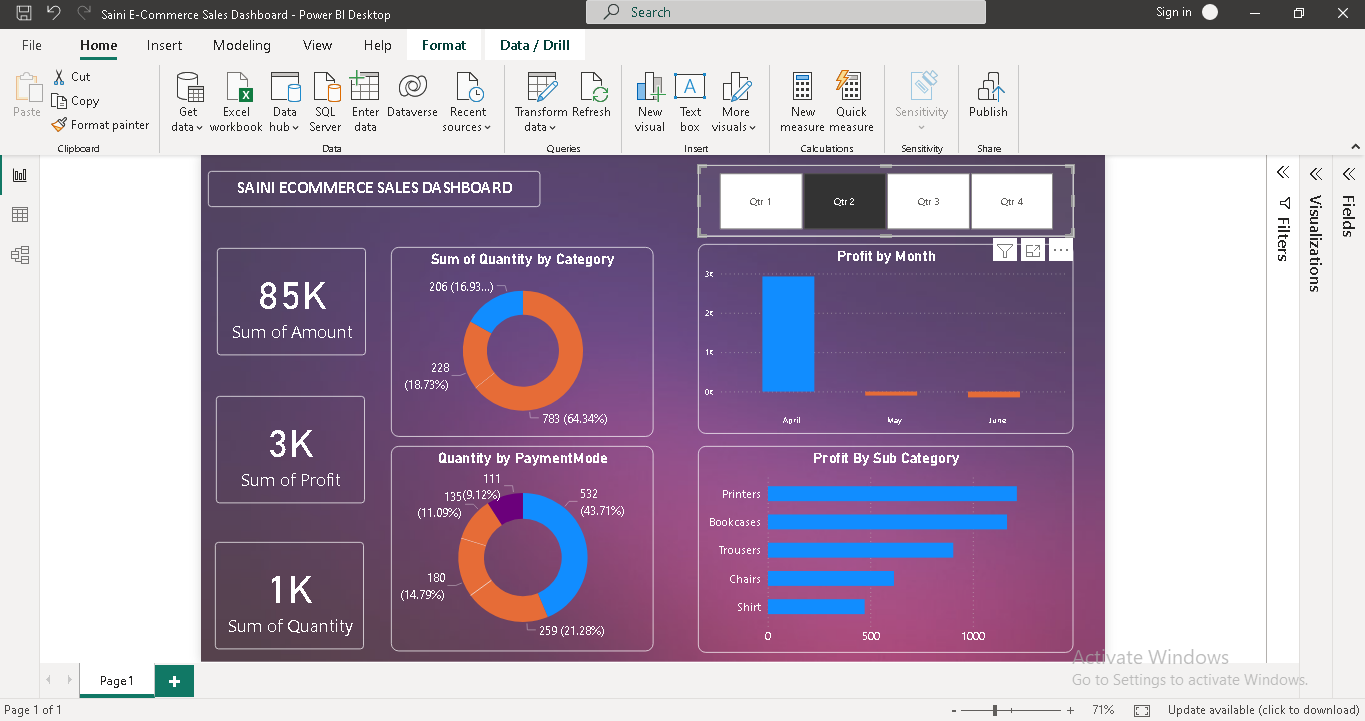 Saini E-Commerce Sales Dashboard - Power BI Desktop
Search
Sign in
File
Home
Insert
Modeling
View
Help
Format
Data / Drill
Paste
Cut
Copy
Format painter
Clipboard
Get
data
Excel
workbook
Data
hub
SQL
Server
Enter
data
Dataverse
Recent
sources
Data
Transform
data
Refresh
Queries
New
visual
Text
box
More
visuals
Insert
New
measure
Quick
measure
Calculations
Sensitivity
Sensitivity
Publish
Share
SAINI ECOMMERCE SALES DASHBOARD
Qtr 1
Qtr 2
Qtr 3
Qtr 4
85K
Sum of Amount
3K
Sum of Profit
1K
Sum of Quantity
Sum of Quantity by Category
206 (16.93...)
228
(18.73%)
783 (64.34%)
Quantity by PaymentMode
111
(9.12%)
135
(11.09%)
532
(43.71%)
180
(14.79%)
259 (21.28%)
Profit by Month
3K
2K
1K
0K
April
May
June
Profit By Sub Category
Printers
Bookcases
Trousers
Chairs
Shirt
0
500
1000
Filters
Visualizations
Fields
Activate Windows
Go to Settings to activate Windows.
Page1
Page 1 of 1
-
+
71%
Update available (click to download)